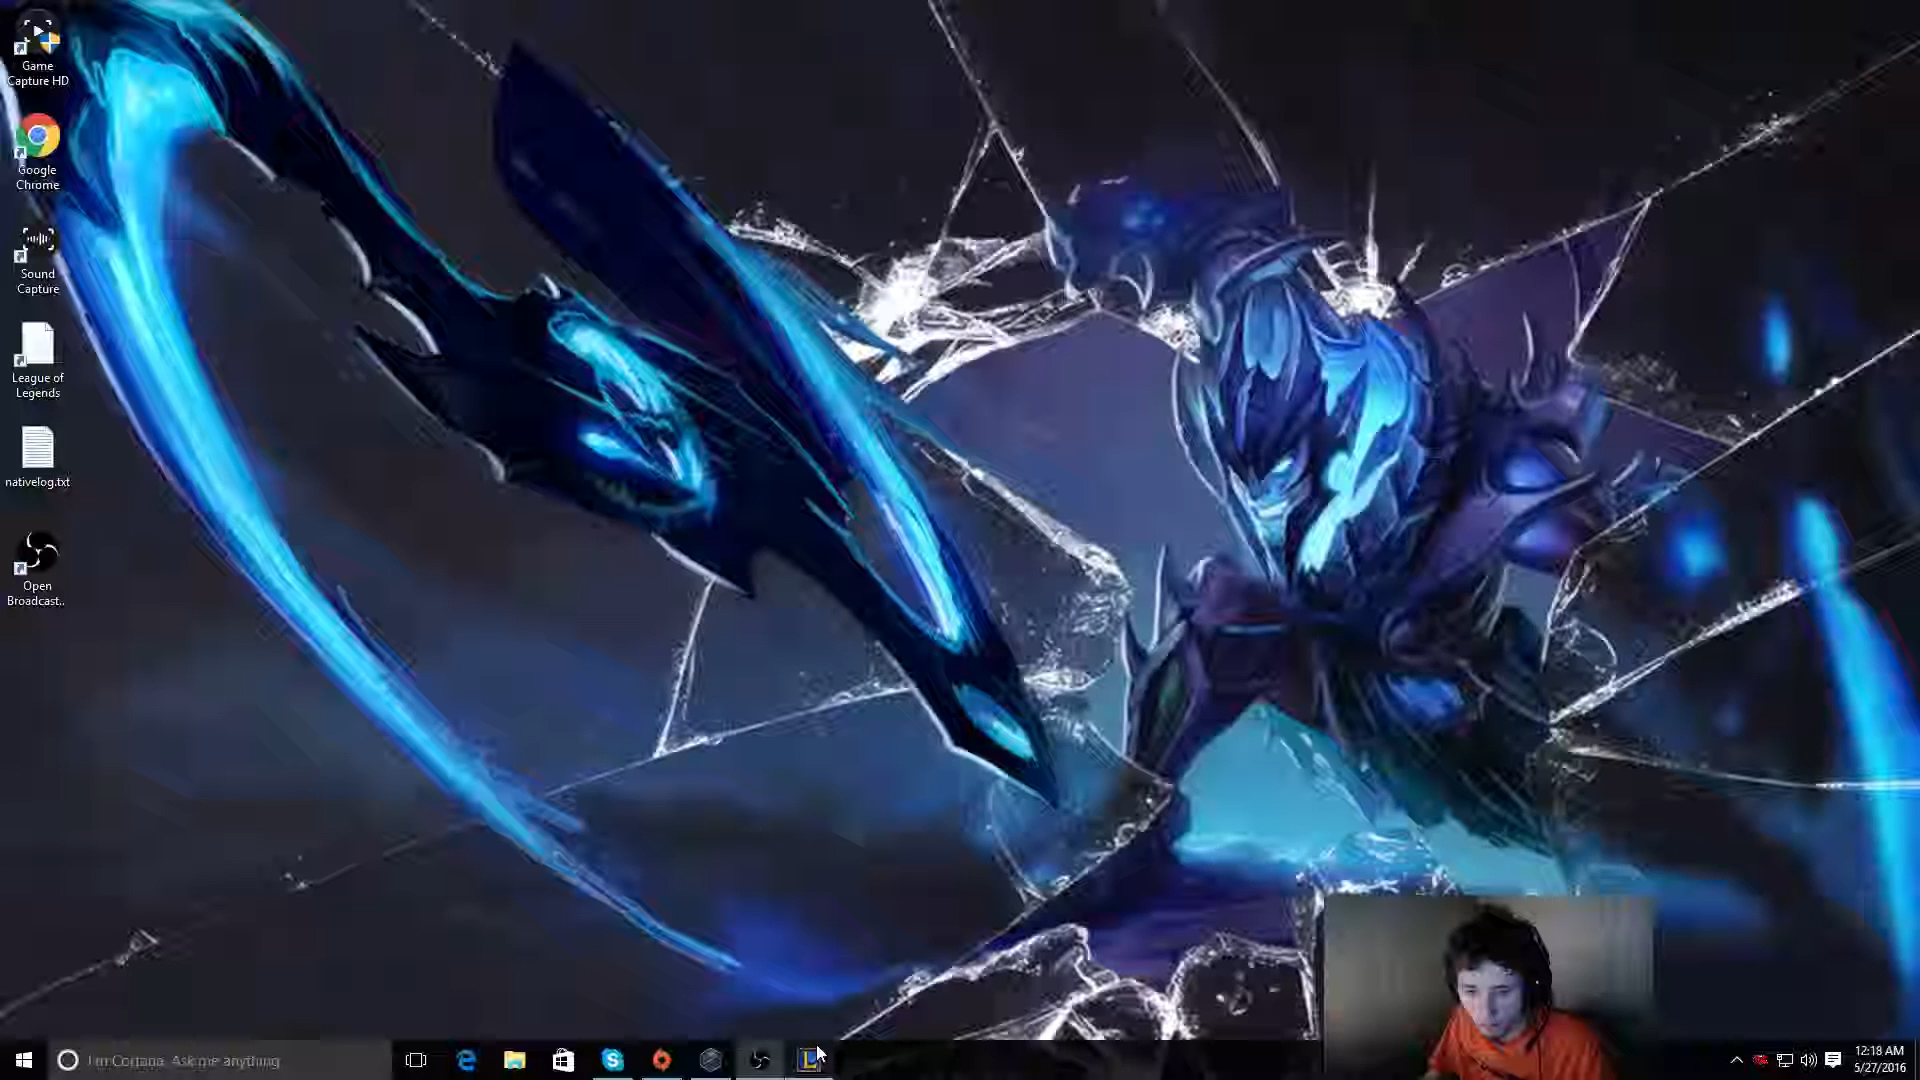 Game
Capture HD
Google
Chrome
Sound
Capture
League of
Legends
nativelog.txt
Open
Broadcast..
I'm Cortana. Ask me anything
12:18 AM
5/27/2016